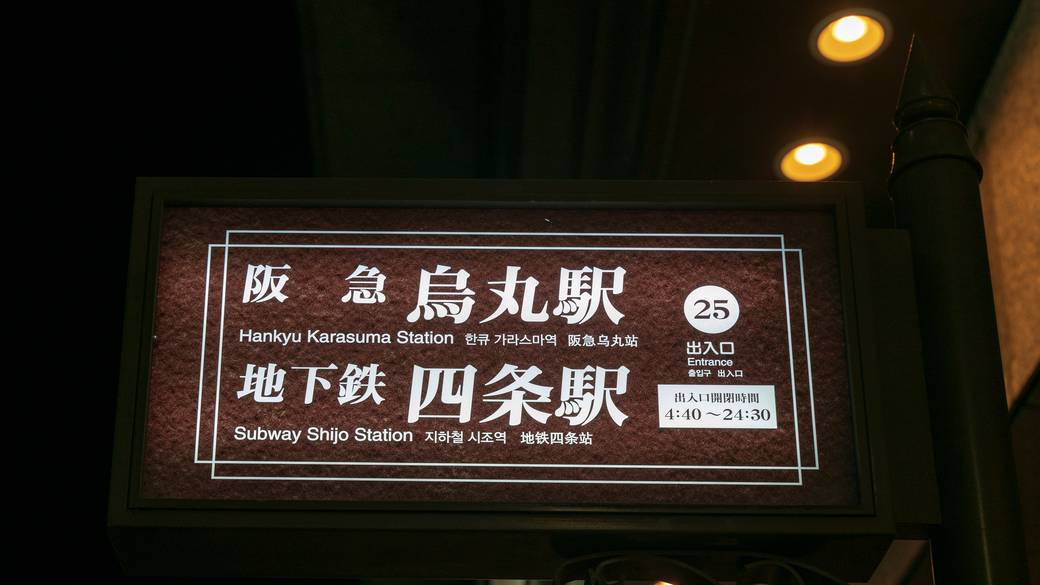 阪 急 烏丸駅
Hankyu Karasuma Station 한큐 가라스마역 阪急乌丸站
地下鉄 四条駅
Subway Shijo Station 지하철 시조역 地铁四条站
25
出入口
Entrance
출입구 出入口
出入口開閉時間
4:40～24:30